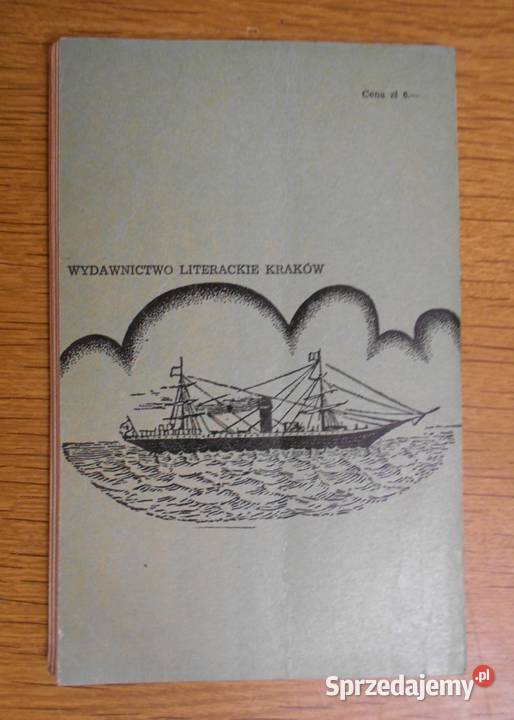 Cena zł 6.—
WYDAWNICTWO LITERACKIE KRAKÓW
Sprzedajemy.pl